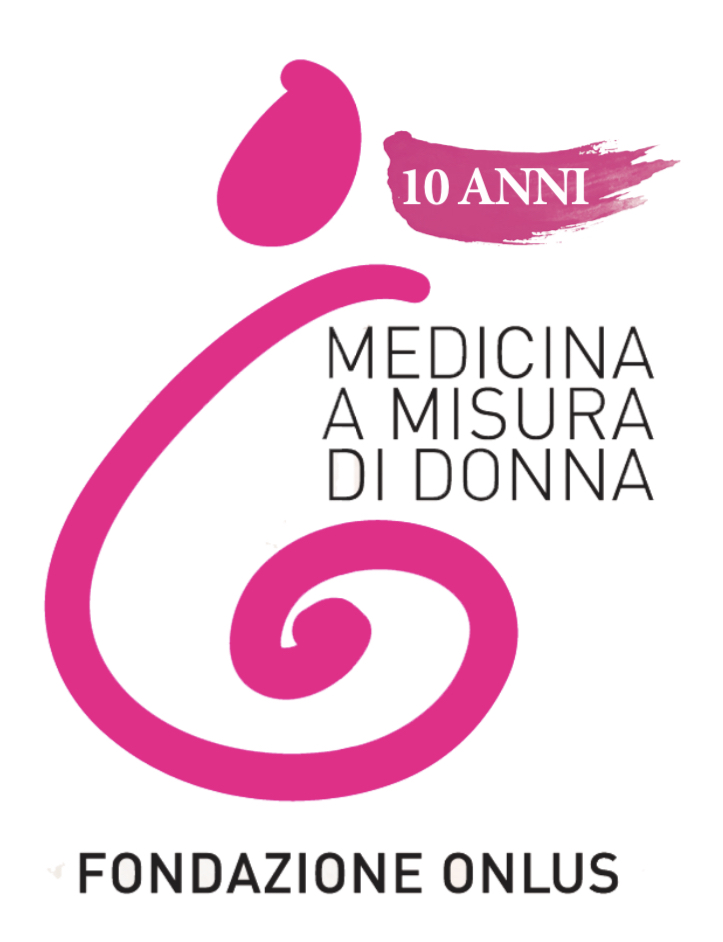 10 ANNI
MEDICINA
A MISURA
DI DONNA
FONDAZIONE ONLUS